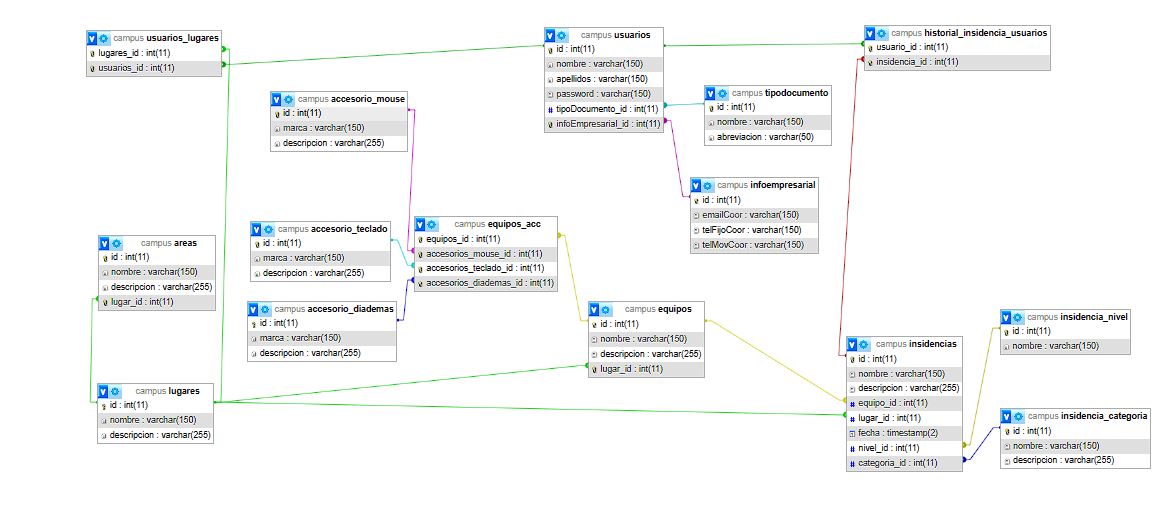 campus usuarios_lugares
lugares_id : int(11)
usuarios_id : int(11)
campus usuarios
id : int(11)
nombre : varchar(150)
apellidos : varchar(150)
password : varchar(150)
tipoDocumento_id : int(11)
infoEmpresarial_id : int(11)
campus historial_insidencia_usuarios
usuario_id : int(11)
insidencia_id : int(11)
campus accesorio_mouse
id : int(11)
marca : varchar(150)
descripcion : varchar(255)
campus tipodocumento
id : int(11)
nombre : varchar(150)
abreviacion : varchar(50)
campus infoempresarial
id : int(11)
emailCoor : varchar(150)
telFijoCoor : varchar(150)
telMovCoor : varchar(150)
campus areas
id : int(11)
nombre : varchar(150)
descripcion : varchar(255)
lugar_id : int(11)
campus accesorio_teclado
id : int(11)
marca : varchar(150)
descripcion : varchar(255)
campus equipos_acc
equipos_id : int(11)
accesorios_mouse_id : int(11)
accesorios_teclado_id : int(11)
accesorios_diademas_id : int(11)
campus accesorio_diademas
id : int(11)
marca : varchar(150)
descripcion : varchar(255)
campus equipos
id : int(11)
nombre : varchar(150)
descripcion : varchar(255)
lugar_id : int(11)
campus insidencia_nivel
id : int(11)
nombre : varchar(150)
campus insidencias
id : int(11)
nombre : varchar(150)
descripcion : varchar(255)
equipo_id : int(11)
lugar_id : int(11)
fecha : timestamp(2)
nivel_id : int(11)
categoria_id : int(11)
campus lugares
id : int(11)
nombre : varchar(150)
descripcion : varchar(255)
campus insidencia_categoria
id : int(11)
nombre : varchar(150)
descripcion : varchar(255)